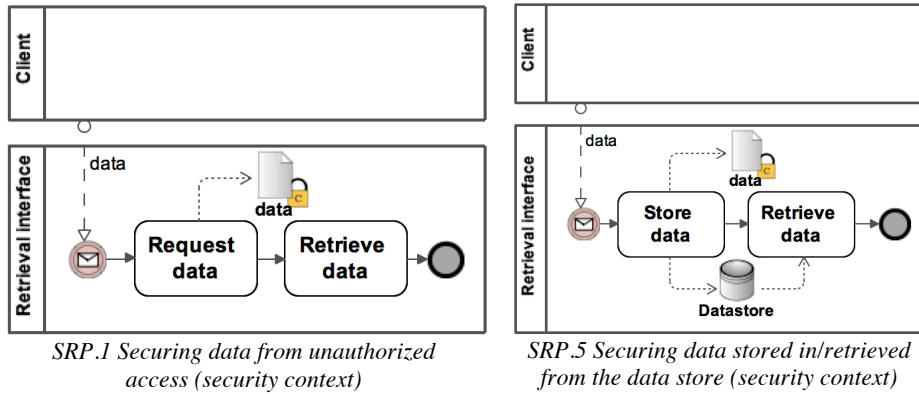 Client
data
Retrieval interface
data
C
Request
data
Retrieve
data
SRP.1 Securing data from unauthorized
access (security context)
Client
data
Retrieval interface
data
C
Store
data
Retrieve
data
Datastore
SRP.5 Securing data stored in/retrieved
from the data store (security context)